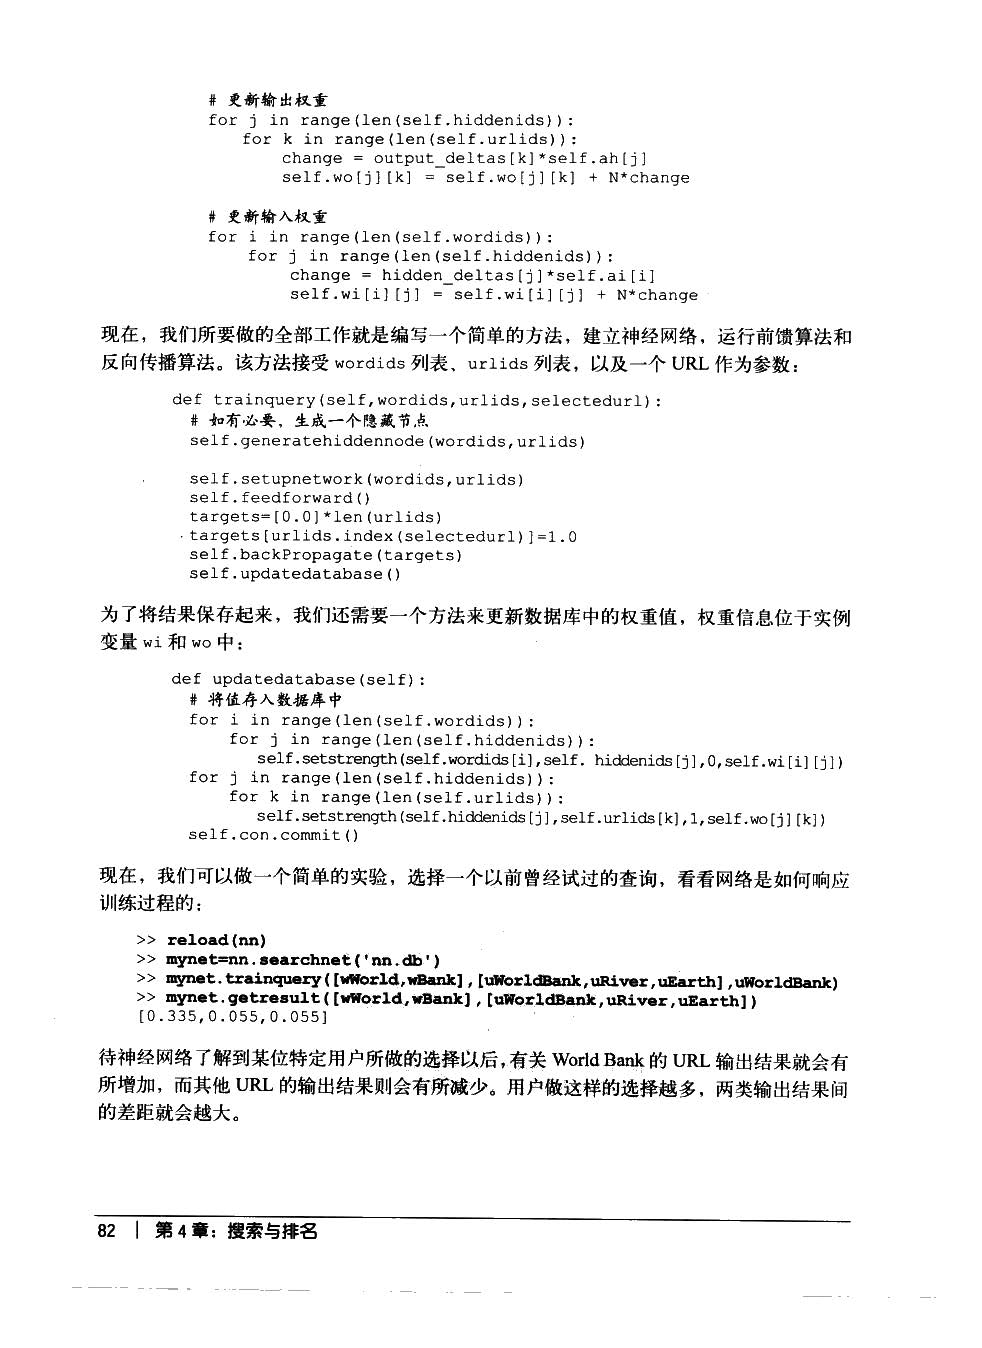 # 更新输出权重
for j in range(len(self.hiddenids)):
for k in range(len(self.urlids)):
change = output_deltas[k]*self.ah[j]
self.wo[j][k] = self.wo[j][k] + N*change
# 更新输入权重
for i in range(len(self.wordids)):
for j in range(len(self.hiddenids)):
change = hidden_deltas[j]*self.ai[i]
self.wi[i][j] = self.wi[i][j] + N*change
现在，我们所要做的全部工作就是编写一个简单的方法，建立神经网络，运行前馈算法和
反向传播算法。该方法接受 wordids 列表、urlids 列表，以及一个 URL 作为参数：
def trainquery(self,wordids,urlids,selectedurl):
# 如有必要，生成一个隐藏节点
self.generatehiddennode(wordids,urlids)
self.setupnetwork(wordids,urlids)
self.feedforward()
targets=[0.0]*len(urlids)
targets[urlids.index(selectedurl)]=1.0
self.backPropagate(targets)
self.updatedatabase()
为了将结果保存起来，我们还需要一个方法来更新数据库中的权重值，权重信息位于实例
变量 wi 和 wo 中：
def updatedatabase(self):
# 将值存入数据库中
for i in range(len(self.wordids)):
for j in range(len(self.hiddenids)):
self.setstrength(self.wordids[i],self. hiddenids[j],0,self.wi[i][j])
for j in range(len(self.hiddenids)):
for k in range(len(self.urlids)):
self.setstrength(self.hiddenids[j],self.urlids[k],1,self.wo[j][k])
self.con.commit()
现在，我们可以做一个简单的实验，选择一个以前曾经试过的查询，看看网络是如何响应
训练过程的：
>> reload(nn)
>> mynet=nn.searchnet('nn.db')
>> mynet.trainquery([wWorld,wBank],[uWorldBank,uRiver,uEarth],uWorldBank)
>> mynet.getresult([wWorld,wBank],[uWorldBank,uRiver,uEarth])
[0.335,0.055,0.055]
待神经网络了解到某位特定用户所做的选择以后，有关 World Bank 的 URL 输出结果就会有
所增加，而其他 URL 的输出结果则会有所减少。用户做这样的选择越多，两类输出结果间
的差距就会越大。
82 | 第 4 章：搜索与排名